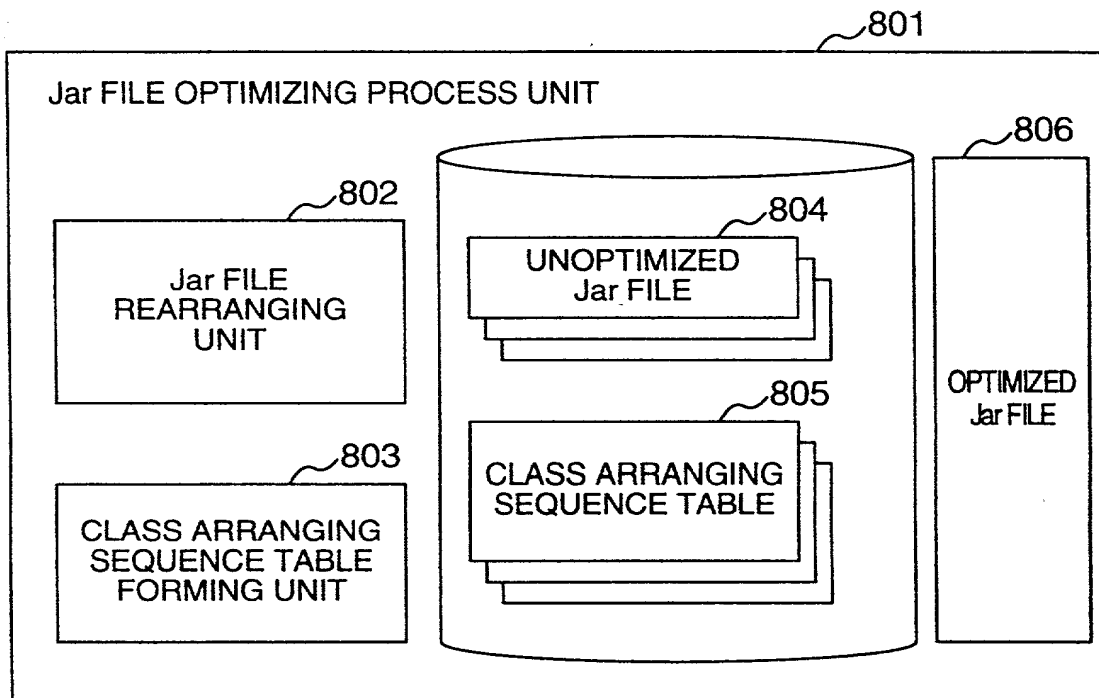 801
Jar FILE OPTIMIZING PROCESS UNIT
806
802
Jar FILE
REARRANGING
UNIT
804
UNOPTIMIZED
Jar FILE
805
CLASS ARRANGING
SEQUENCE TABLE
803
CLASS ARRANGING
SEQUENCE TABLE
FORMING UNIT
OPTIMIZED
Jar FILE